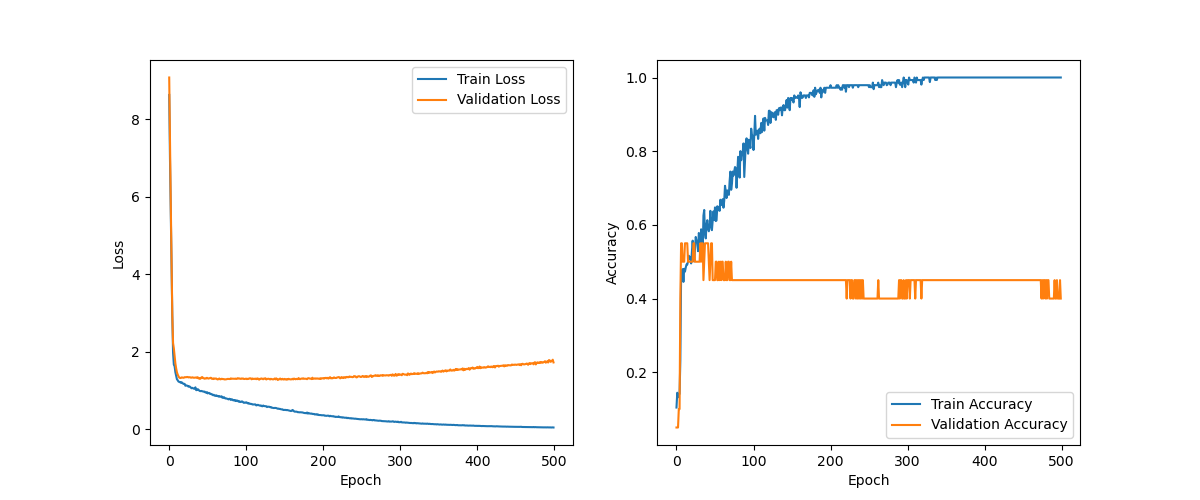 Train Loss
Validation Loss
8
6
4
2
0
Loss
0 100 200 300 400 500
Epoch
1.0
0.8
0.6
0.4
0.2
Accuracy
Train Accuracy
Validation Accuracy
0 100 200 300 400 500
Epoch